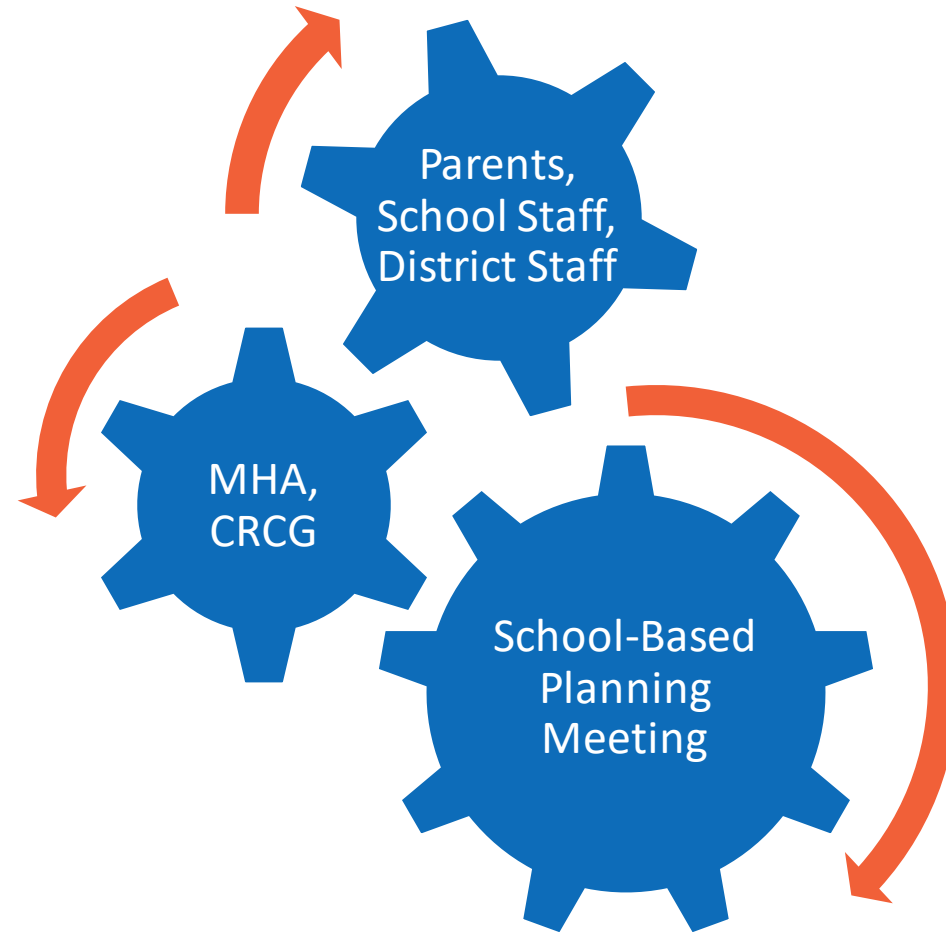 Parents,
School Staff,
District Staff
MHA,
CRCG
School-Based
Planning
Meeting